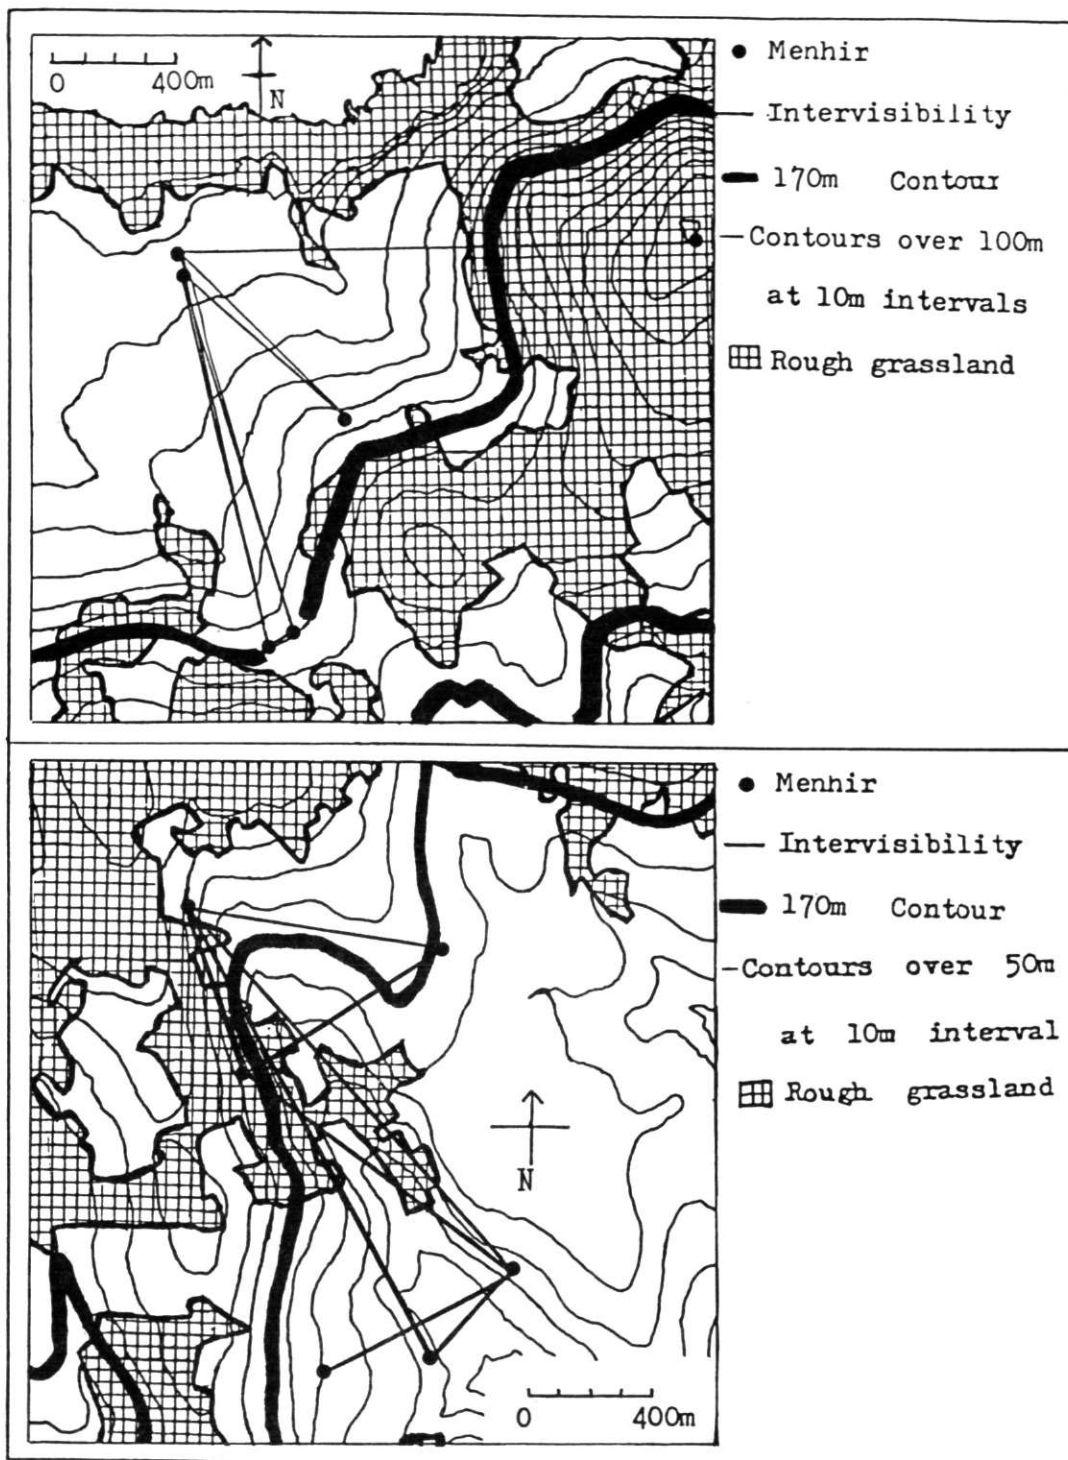 0 400m
N
Menhir
Intervisibility
170m Contour
Contours over 100m
at 10m intervals
Rough grassland
Menhir
Intervisibility
170m Contour
Contours over 50m
at 10m interval
Rough grassland
N
0 400m